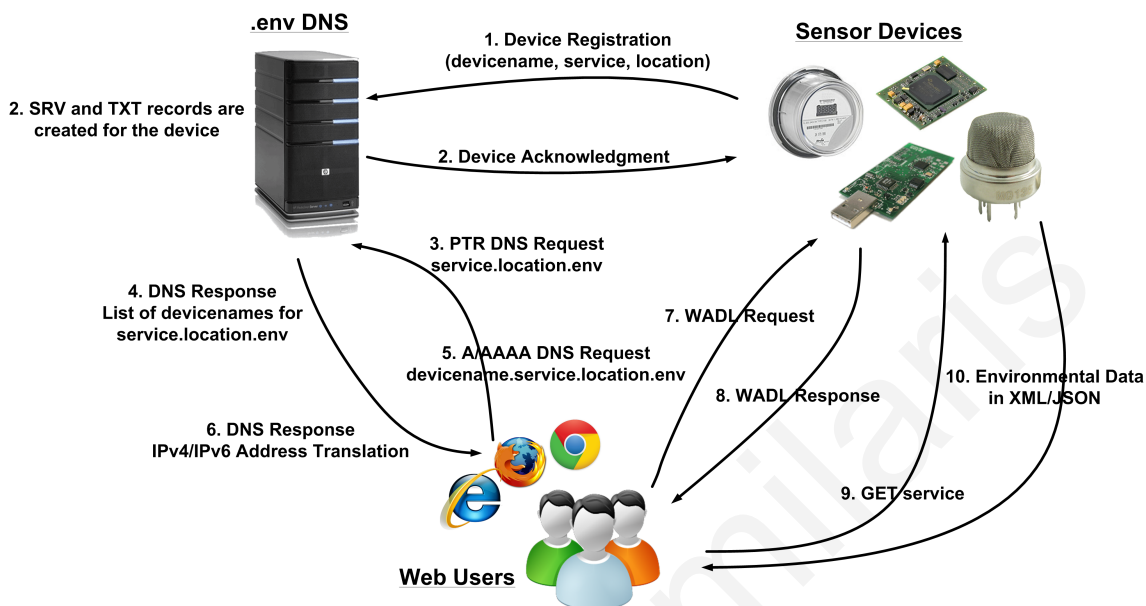 .env DNS
Sensor Devices
1. Device Registration
(devicename, service, location)
2. SRV and TXT records are
created for the device
2. Device Acknowledgment
3. PTR DNS Request
service.location.env
4. DNS Response
List of devicenames for
service.location.env
5. A/AAAA DNS Request
devicename.service.location.env
6. DNS Response
IPv4/IPv6 Address Translation
7. WADL Request
8. WADL Response
9. GET service
10. Environmental Data
in XML/JSON
Web Users
milaris